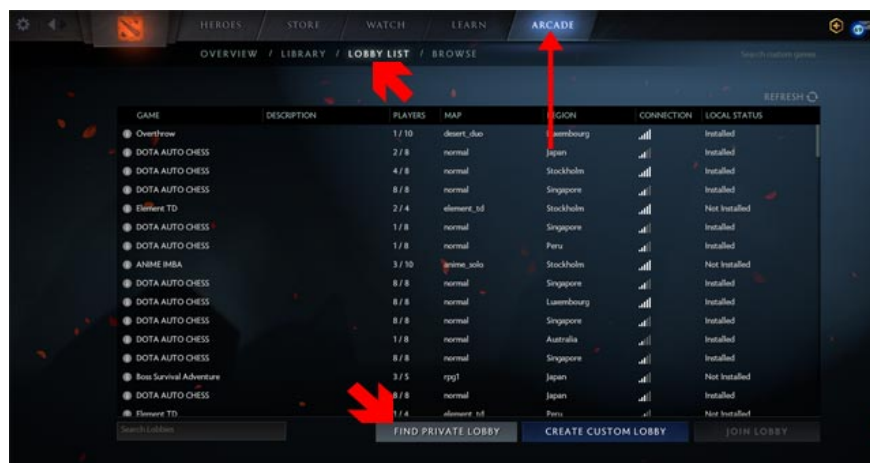 HEROES STORE WATCH LEARN ARCADE
OVERVIEW / LIBRARY / LOBBY LIST / BROWSE Search custom games
REFRESH
GAME DESCRIPTION PLAYERS MAP REGION CONNECTION LOCAL STATUS
Overthrow 1 / 10 desert_duo Luxembourg Installed
DOTA AUTO CHESS 2 / 8 normal Japan Installed
DOTA AUTO CHESS 4 / 8 normal Stockholm Installed
DOTA AUTO CHESS 8 / 8 normal Singapore Installed
Element TD 2 / 4 element_td Stockholm Not Installed
DOTA AUTO CHESS 1 / 8 normal Singapore Installed
DOTA AUTO CHESS 1 / 8 normal Peru Installed
ANIME IMBA 3 / 10 anime_solo Stockholm Not Installed
DOTA AUTO CHESS 8 / 8 normal Singapore Installed
DOTA AUTO CHESS 8 / 8 normal Luxembourg Installed
DOTA AUTO CHESS 8 / 8 normal Singapore Installed
DOTA AUTO CHESS 1 / 8 normal Australia Installed
DOTA AUTO CHESS 8 / 8 normal Singapore Installed
Boss Survival Adventure 3 / 5 rpg1 Japan Not Installed
DOTA AUTO CHESS 8 / 8 normal Japan Installed
Element TD 1 / 4 element_td Peru Not Installed
Search Lobbies FIND PRIVATE LOBBY CREATE CUSTOM LOBBY JOIN LOBBY